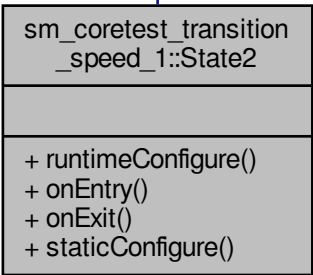 sm_coretest_transition
_speed_1::State2
+ runtimeConfigure()
+ onEntry()
+ onExit()
+ staticConfigure()